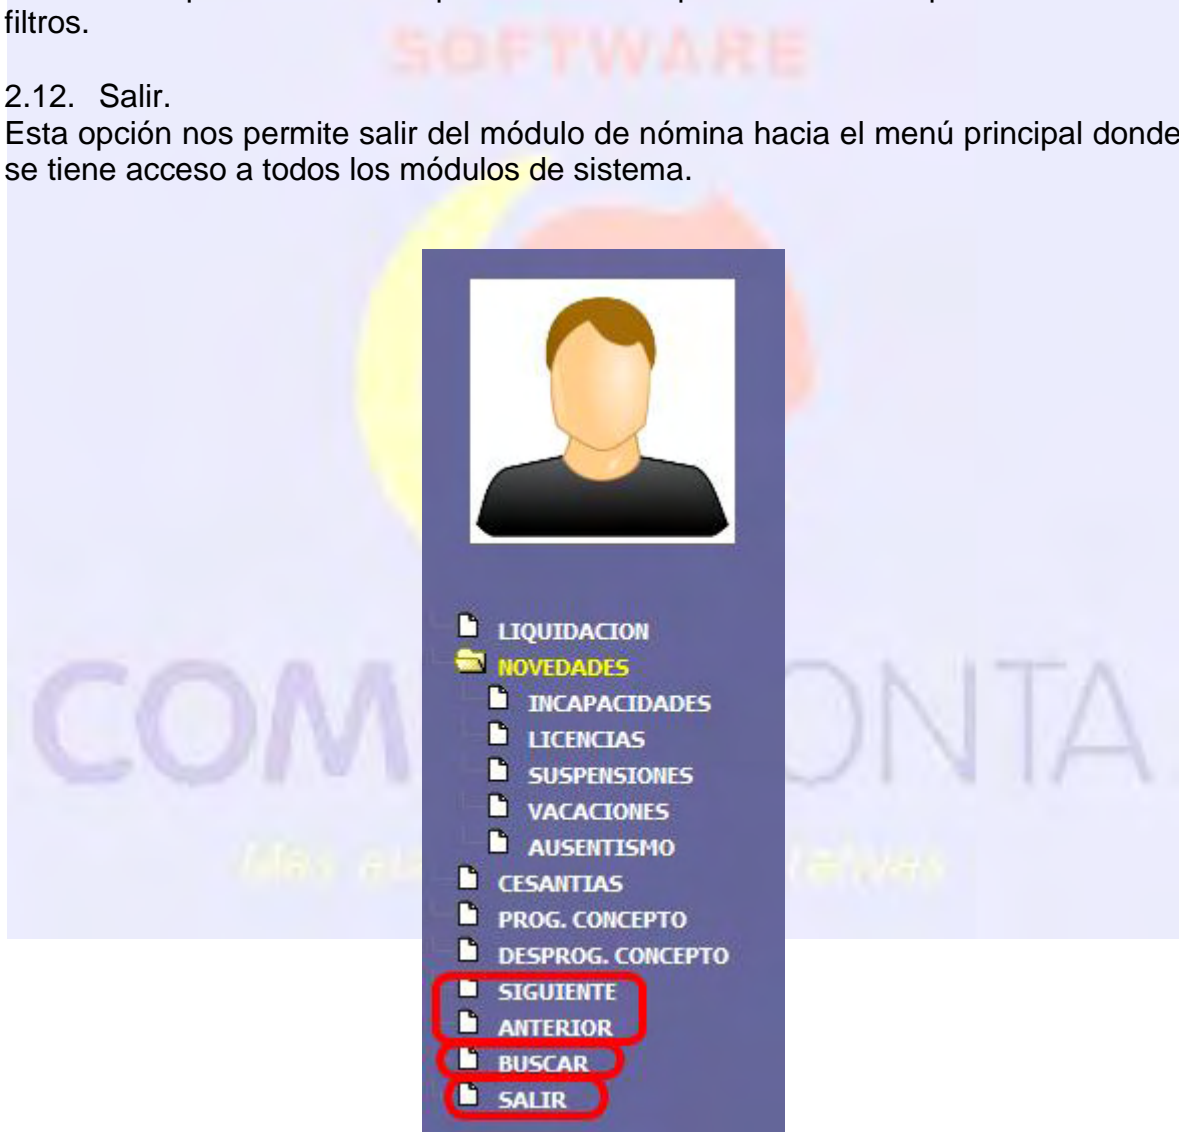 filtros.
SOFTWARE
2.12. Salir.
Esta opción nos permite salir del módulo de nómina hacia el menú principal donde
se tiene acceso a todos los módulos de sistema.
LIQUIDACION
NOVEDADES
INCAPACIDADES
LICENCIAS
SUSPENSIONES
VACACIONES
AUSENTISMO
CESANTIAS
PROG. CONCEPTO
DESPROG. CONCEPTO
SIGUIENTE
ANTERIOR
BUSCAR
SALIR